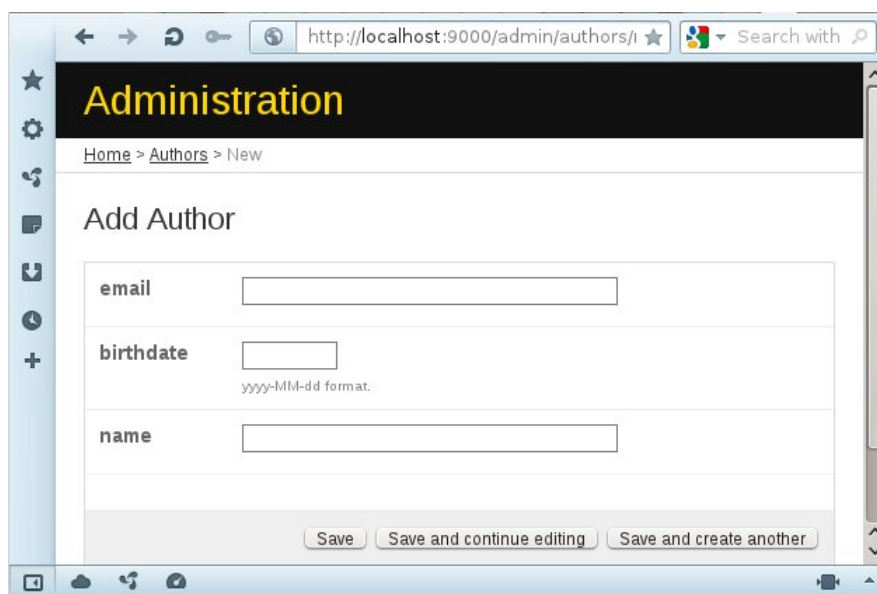 http://localhost:9000/admin/authors/ Search with
Administration
Home > Authors > New
Add Author
email
birthdate
yyyy-MM-dd format.
name
Save Save and continue editing Save and create another